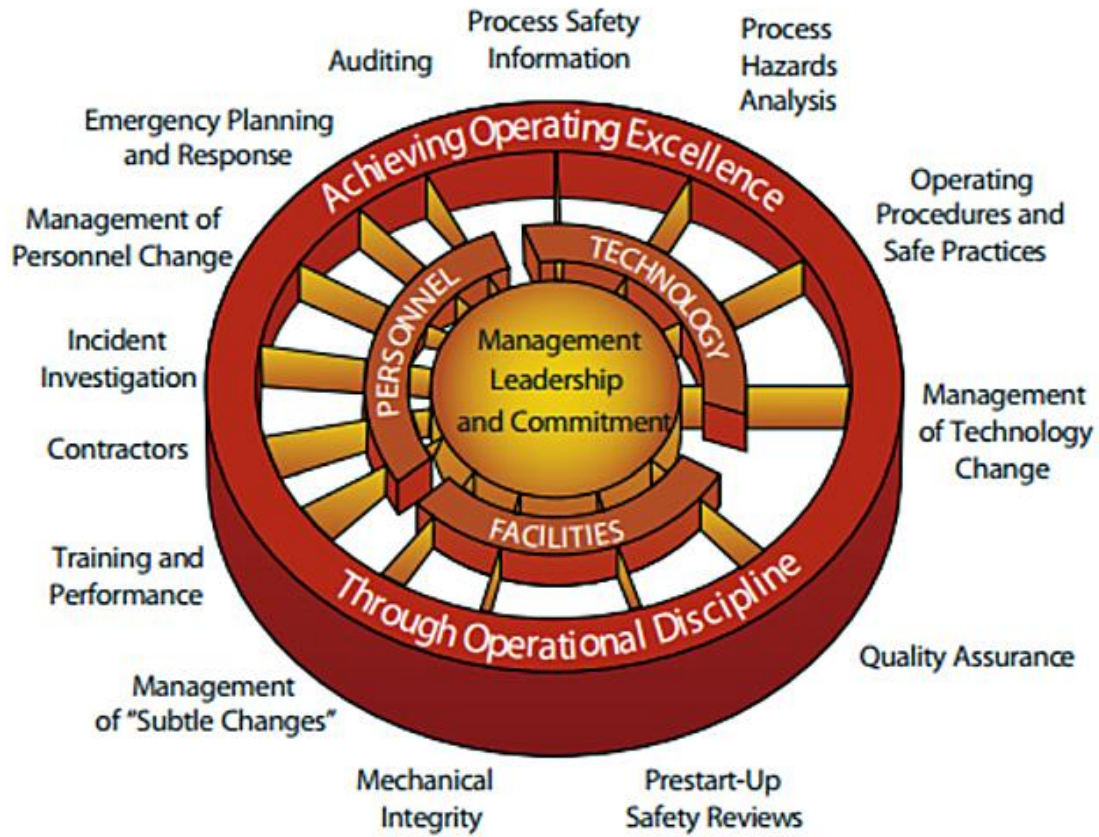 Process Safety
Information
Process
Hazards
Analysis
Operating
Procedures and
Safe Practices
Management
of Technology
Change
Quality Assurance
Prestart-Up
Safety Reviews
Mechanical
Integrity
Management
of “Subtle Changes”
Training and
Performance
Contractors
Incident
Investigation
Management of
Personnel Change
Emergency Planning
and Response
Auditing
Achieving Operating Excellence
Through Operational Discipline
PERSONNEL
TECHNOLOGY
FACILITIES
Management
Leadership
and Commitment